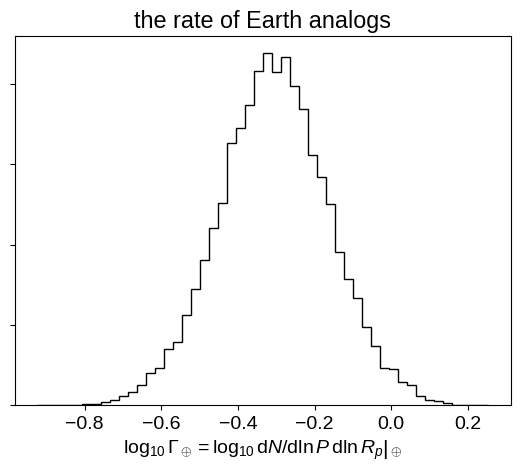 the rate of Earth analogs
−0.8 −0.6 −0.4 −0.2 0.0 0.2
log₁₀ Γ⊕ = log₁₀ dN/dln P dln Rₚ|⊕